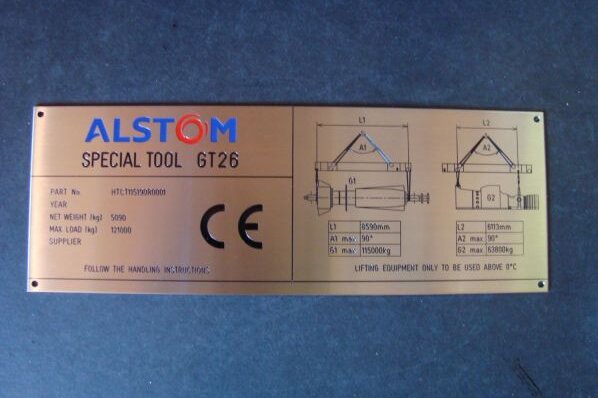 ALSTOM
SPECIAL TOOL GT26
PART No. HTCT115190R0001
YEAR
NET WEIGHT (kg) 5090
MAX LOAD (kg) 121000
SUPPLIER
CE
FOLLOW THE HANDLING INSTRUCTIONS
L1
A1
G1
L2
A2
G2
L1 8590mm
A1 max 90°
G1 max 115000kg
L2 6113mm
A2 max 90°
G2 max 63800kg
LIFTING EQUIPMENT ONLY TO BE USED ABOVE 0°C